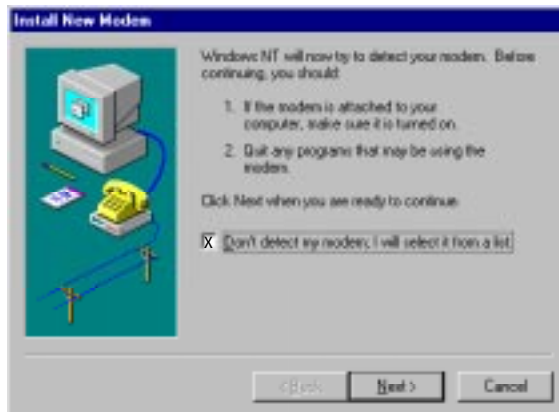 Install New Modem
Windows NT will now try to detect your modem. Before
continuing, you should:
1. If the modem is attached to your
computer, make sure it is turned on.
2. Quit any programs that may be using the
modem.
Click Next when you are ready to continue.
X Don't detect my modem; I will select it from a list.
< Back
Next >
Cancel